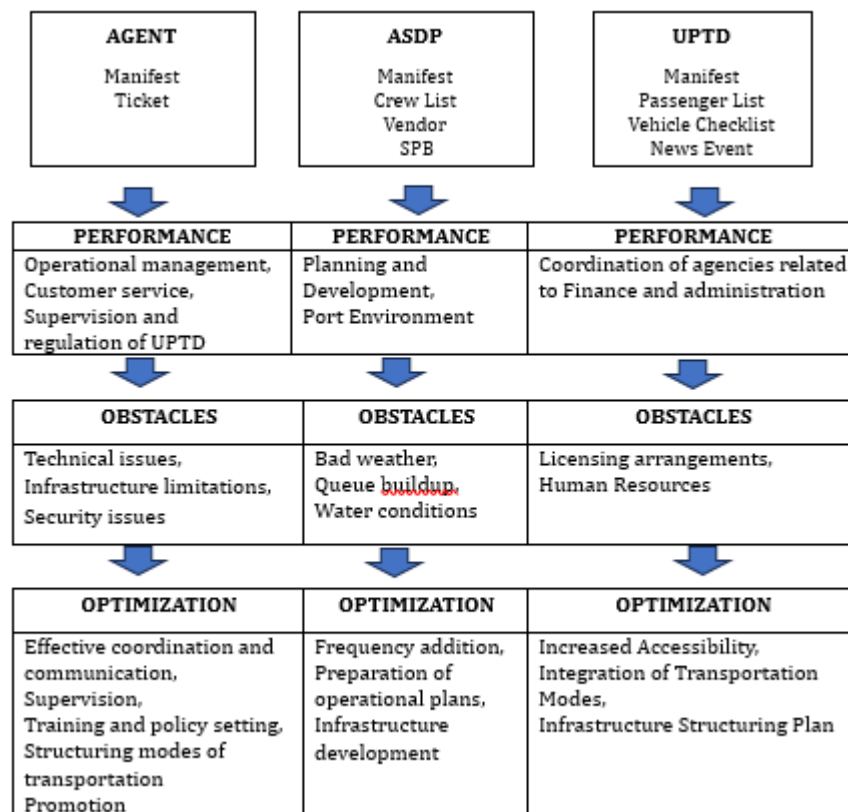 AGENT
Manifest
Ticket
ASDP
Manifest
Crew List
Vendor
SPB
UPTD
Manifest
Passenger List
Vehicle Checklist
News Event
PERFORMANCE
Operational management,
Customer service,
Supervision and
regulation of UPTD
PERFORMANCE
Planning and
Development,
Port Environment
PERFORMANCE
Coordination of agencies related
to Finance and administration
OBSTACLES
Technical issues,
Infrastructure limitations,
Security issues
OBSTACLES
Bad weather,
Queue buildup,
Water conditions
OBSTACLES
Licensing arrangements,
Human Resources
OPTIMIZATION
Effective coordination and
communication,
Supervision,
Training and policy setting,
Structuring modes of
transportation
Promotion
OPTIMIZATION
Frequency addition,
Preparation of
operational plans,
Infrastructure
development
OPTIMIZATION
Increased Accessibility,
Integration of Transportation
Modes,
Infrastructure Structuring Plan